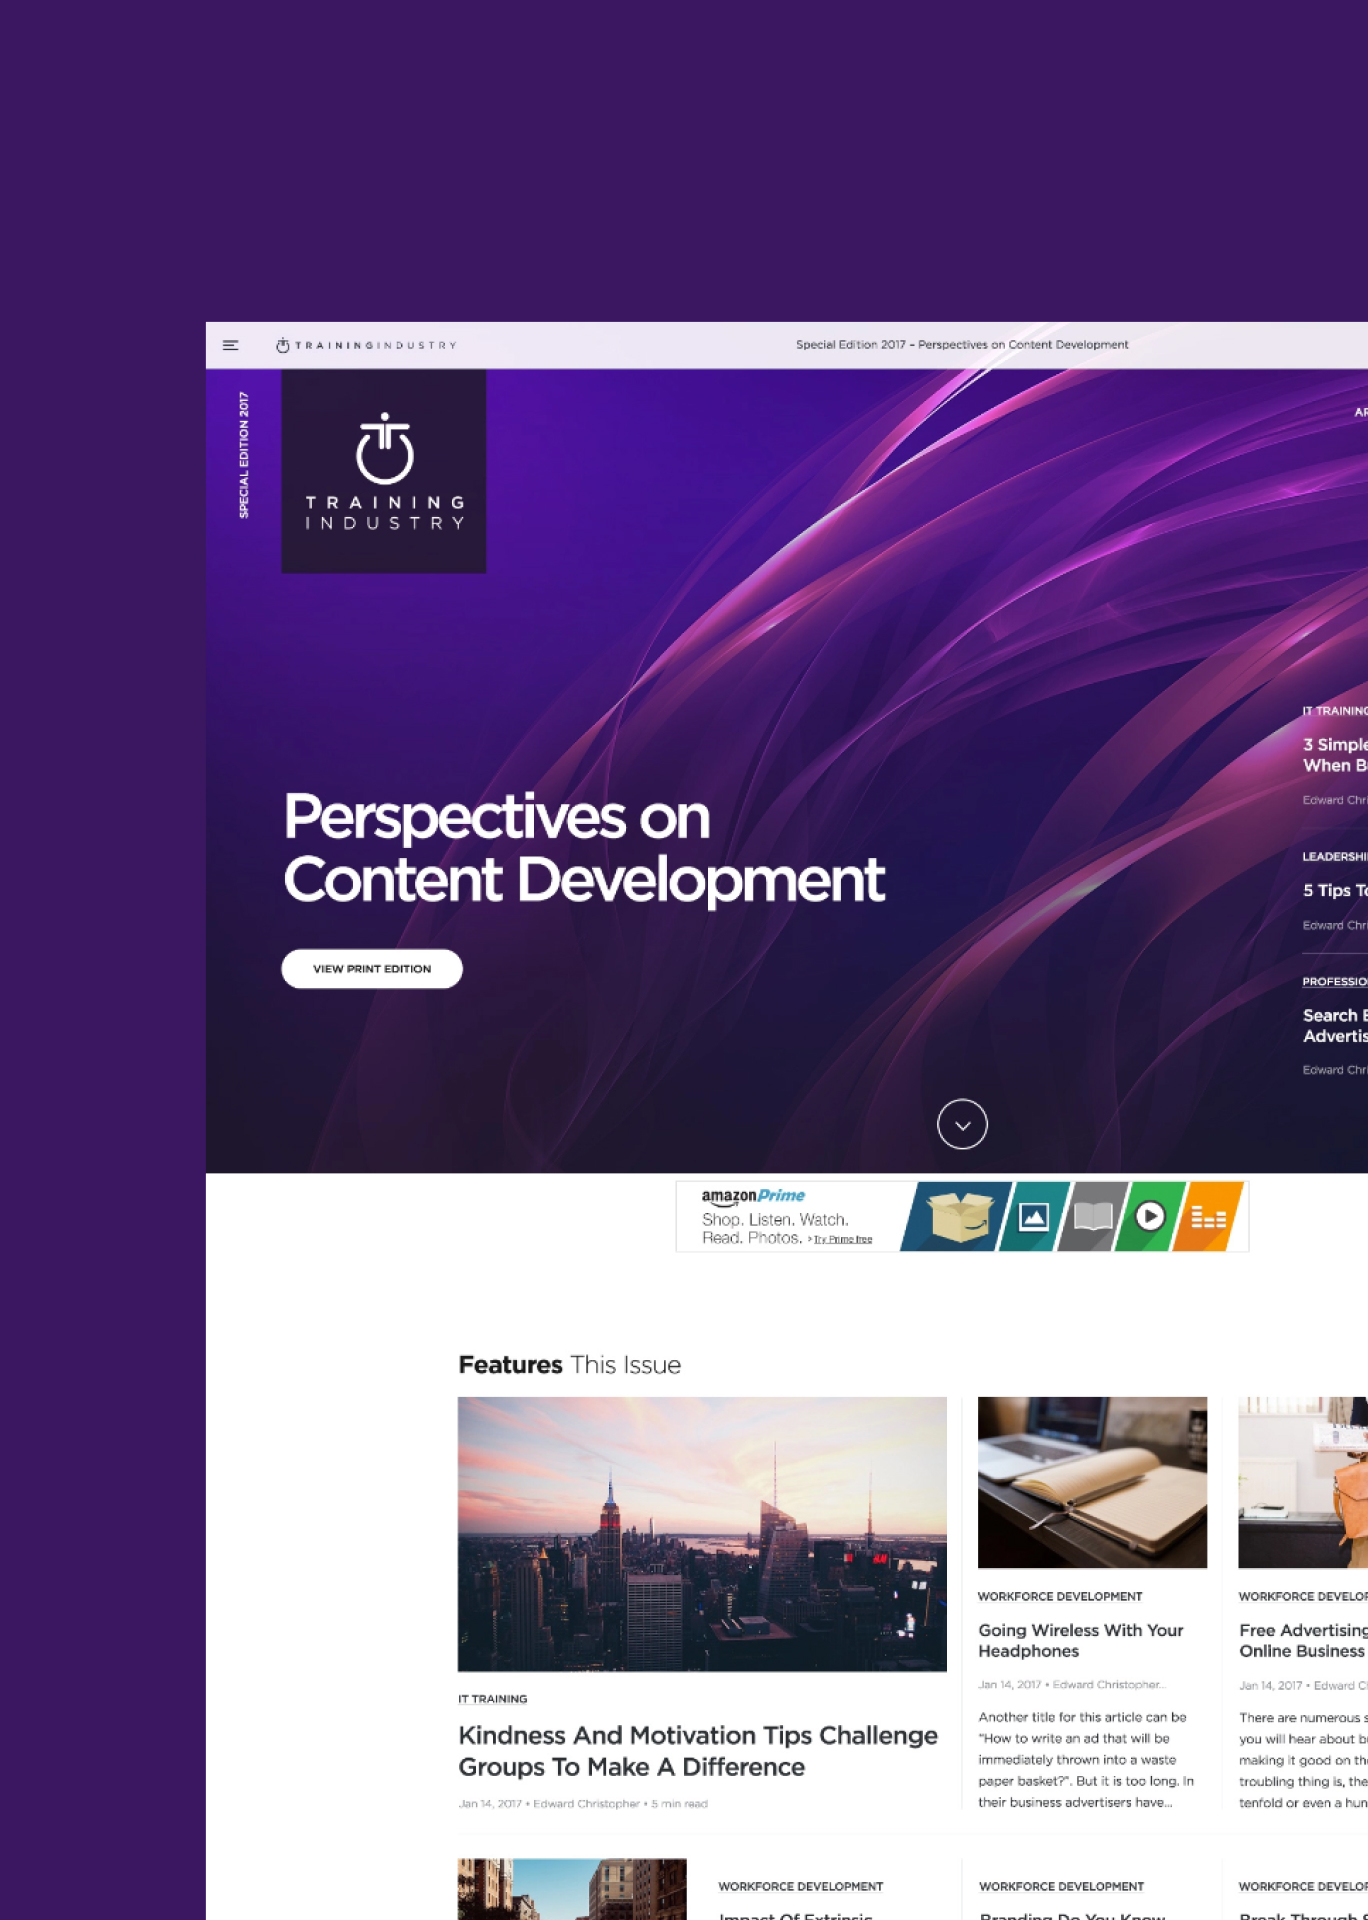 TRAININGINDUSTRY
Special Edition 2017 – Perspectives on Content Development
SPECIAL EDITION 2017
TRAINING
INDUSTRY
Perspectives on
Content Development
VIEW PRINT EDITION
IT TRAINING
3 Simple
When
Edward
LEADERSHI
5 Tips
Edward
PROFESSIO
Search
Advertis
Edward
amazonPrime
Shop. Listen. Watch.
Read. Photos. >Try Prime free
Features This Issue
IT TRAINING
Kindness And Motivation Tips Challenge
Groups To Make A Difference
Jan 14, 2017 • Edward Christopher • 5 min read
WORKFORCE DEVELOPMENT
Going Wireless With Your
Headphones
Jan 14, 2017 • Edward Christopher...
Another title for this article can be
"How to write an ad that will be
immediately thrown into a waste
paper basket?". But it is too long. In
their business advertisers have...
WORKFORCE DEVELOP
Free Advertising
Online Business
Jan 14, 2017 • Edward
There are numerous
you will hear about
making it good on
troubling thing is,
tenfold or even a
WORKFORCE DEVELOPMENT
Impact Of Extrinsic
WORKFORCE DEVELOPMENT
Branding Do You Know
WORKFORCE DEVELOP
Break Through